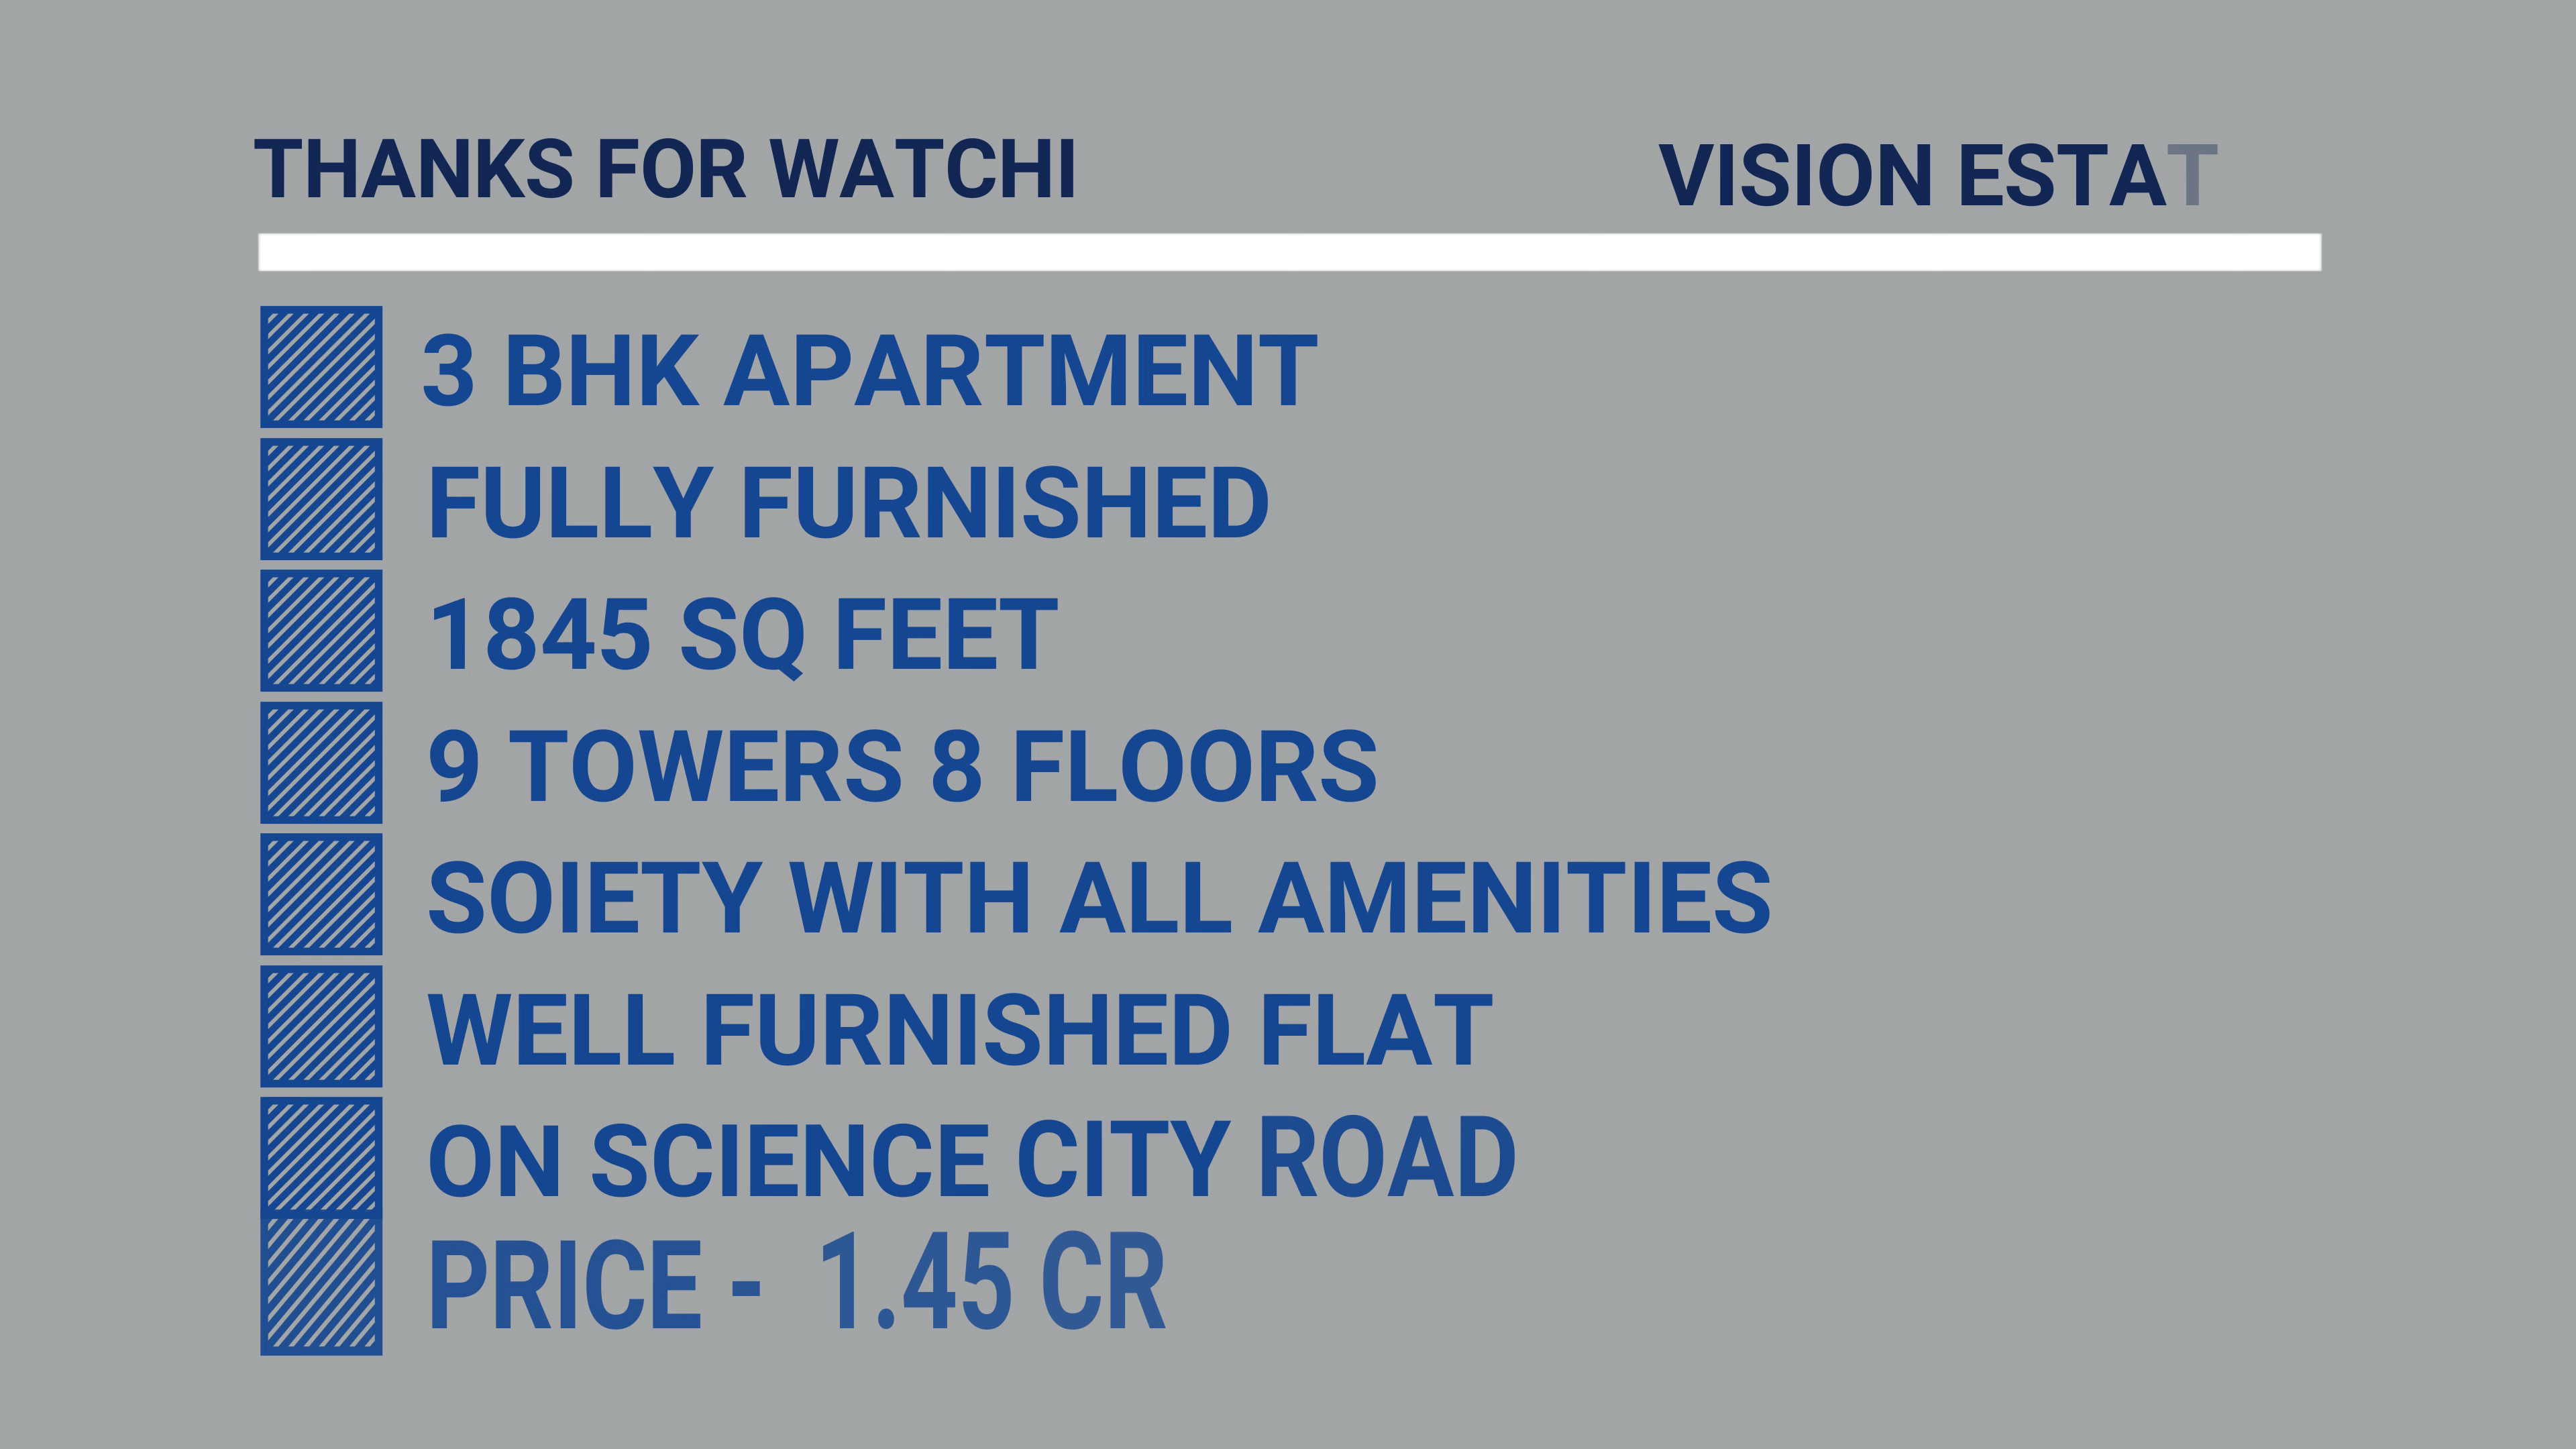 THANKS FOR WATCHI
VISION ESTAT
3 BHK APARTMENT
FULLY FURNISHED
1845 SQ FEET
9 TOWERS 8 FLOORS
SOIETY WITH ALL AMENITIES
WELL FURNISHED FLAT
ON SCIENCE CITY ROAD
PRICE - 1.45 CR